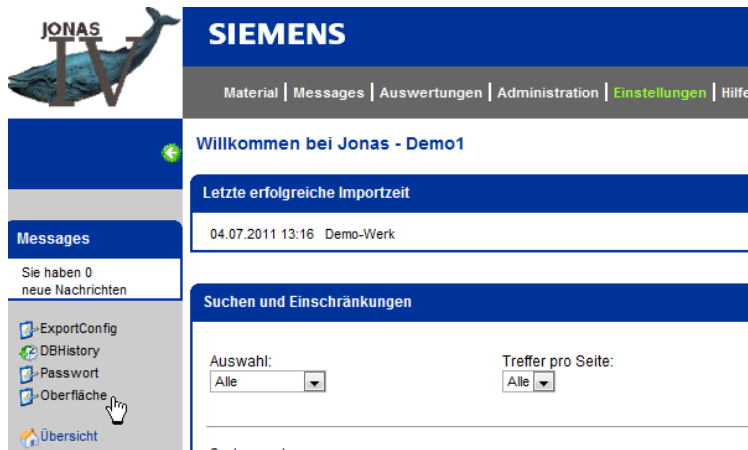 JONAS
IV
SIEMENS
Material | Messages | Auswertungen | Administration | Einstellungen | Hilfe
Willkommen bei Jonas - Demo1
Letzte erfolgreiche Importzeit
04.07.2011 13:16 Demo-Werk
Messages
Sie haben 0
neue Nachrichten
Suchen und Einschränkungen
ExportConfig
DBHistory
Passwort
Oberfläche
Übersicht
Auswahl:
Alle
Treffer pro Seite:
Alle